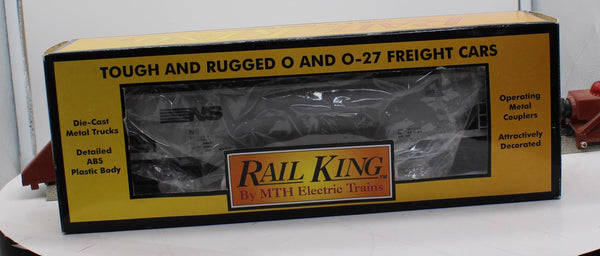 TOUGH AND RUGGED O AND O-27 FREIGHT CARS
Die-Cast
Metal Trucks
Detailed
ABS
Plastic Body
NS
Operating
Metal
Couplers
Attractively
Decorated
RAIL KING
TM
By MTH Electric Trains